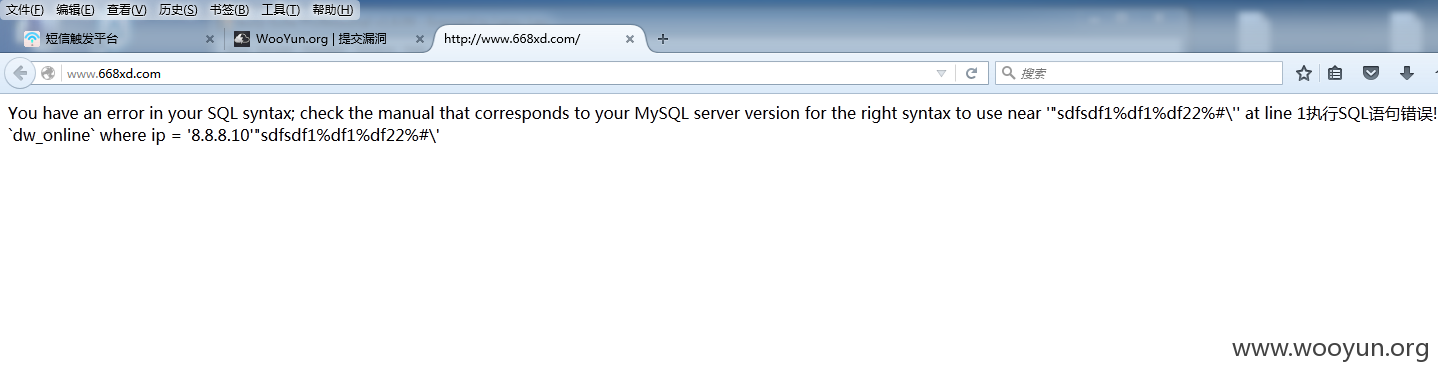 文件(F) 编辑(E) 查看(V) 历史(S) 书签(B) 工具(T) 帮助(H)
短信触发平台 WooYun.org | 提交漏洞 http://www.668xd.com/
www.668xd.com 搜索
You have an error in your SQL syntax; check the manual that corresponds to your MySQL server version for the right syntax to use near '"sdfsdf1%df1%df22%#\'' at line 1执行SQL语句错误!
`dw_online` where ip = '8.8.8.10'"sdfsdf1%df1%df22%#\'
www.wooyun.org